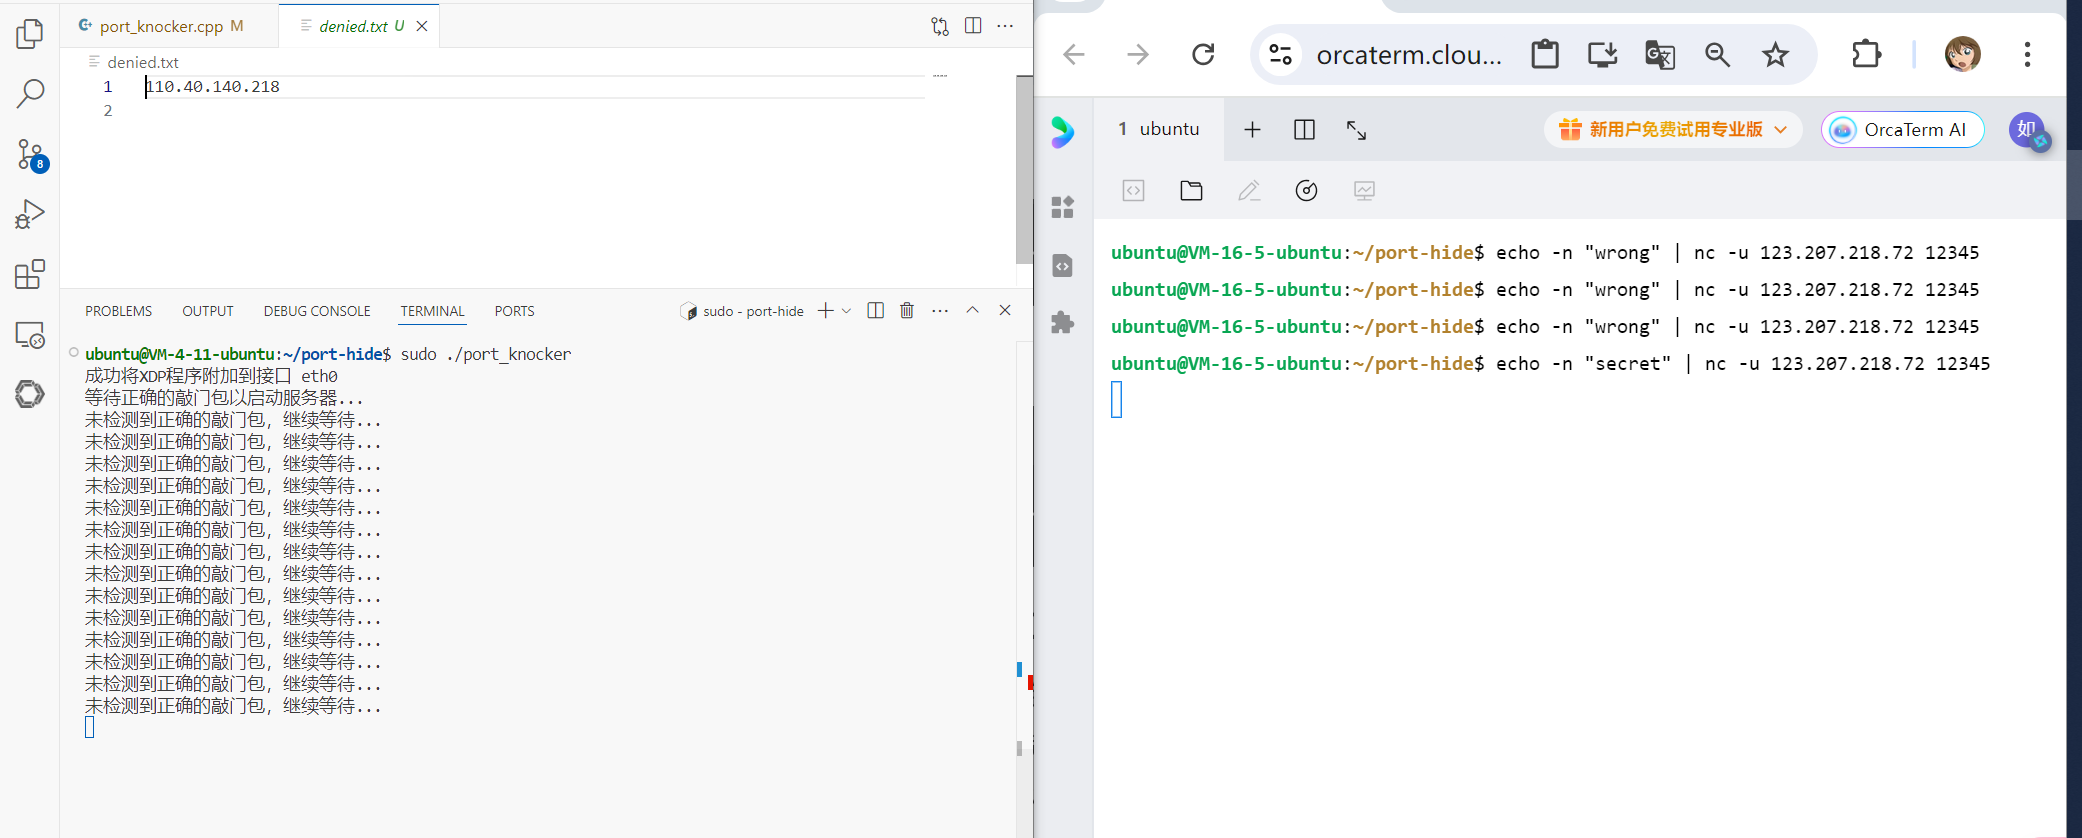 port_knocker.cpp M
denied.txt U
denied.txt
1 110.40.140.218
2
8
PROBLEMS OUTPUT DEBUG CONSOLE TERMINAL PORTS
sudo - port-hide
ubuntu@VM-4-11-ubuntu:~/port-hide$ sudo ./port_knocker
成功将XDP程序附加到接口 eth0
等待正确的敲门包以启动服务器...
未检测到正确的敲门包，继续等待...
未检测到正确的敲门包，继续等待...
未检测到正确的敲门包，继续等待...
未检测到正确的敲门包，继续等待...
未检测到正确的敲门包，继续等待...
未检测到正确的敲门包，继续等待...
未检测到正确的敲门包，继续等待...
未检测到正确的敲门包，继续等待...
未检测到正确的敲门包，继续等待...
未检测到正确的敲门包，继续等待...
未检测到正确的敲门包，继续等待...
未检测到正确的敲门包，继续等待...
未检测到正确的敲门包，继续等待...
未检测到正确的敲门包，继续等待...
orcaterm.clou...
1 ubuntu
新用户免费试用专业版
OrcaTerm AI
如
ubuntu@VM-16-5-ubuntu:~/port-hide$ echo -n "wrong" | nc -u 123.207.218.72 12345
ubuntu@VM-16-5-ubuntu:~/port-hide$ echo -n "wrong" | nc -u 123.207.218.72 12345
ubuntu@VM-16-5-ubuntu:~/port-hide$ echo -n "wrong" | nc -u 123.207.218.72 12345
ubuntu@VM-16-5-ubuntu:~/port-hide$ echo -n "secret" | nc -u 123.207.218.72 12345